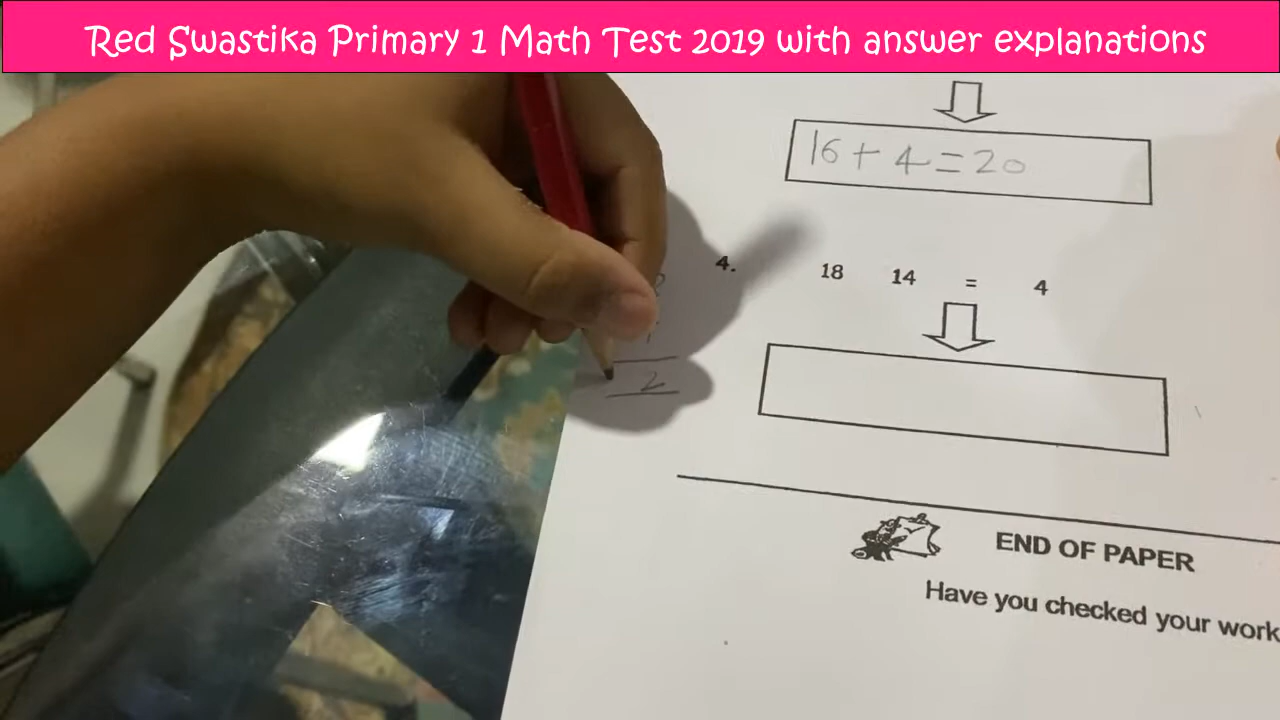 Red Swastika Primary 1 Math Test 2019 with answer explanations
16 + 4 = 20
4.
18 14 = 4
2
END OF PAPER
Have you checked your work